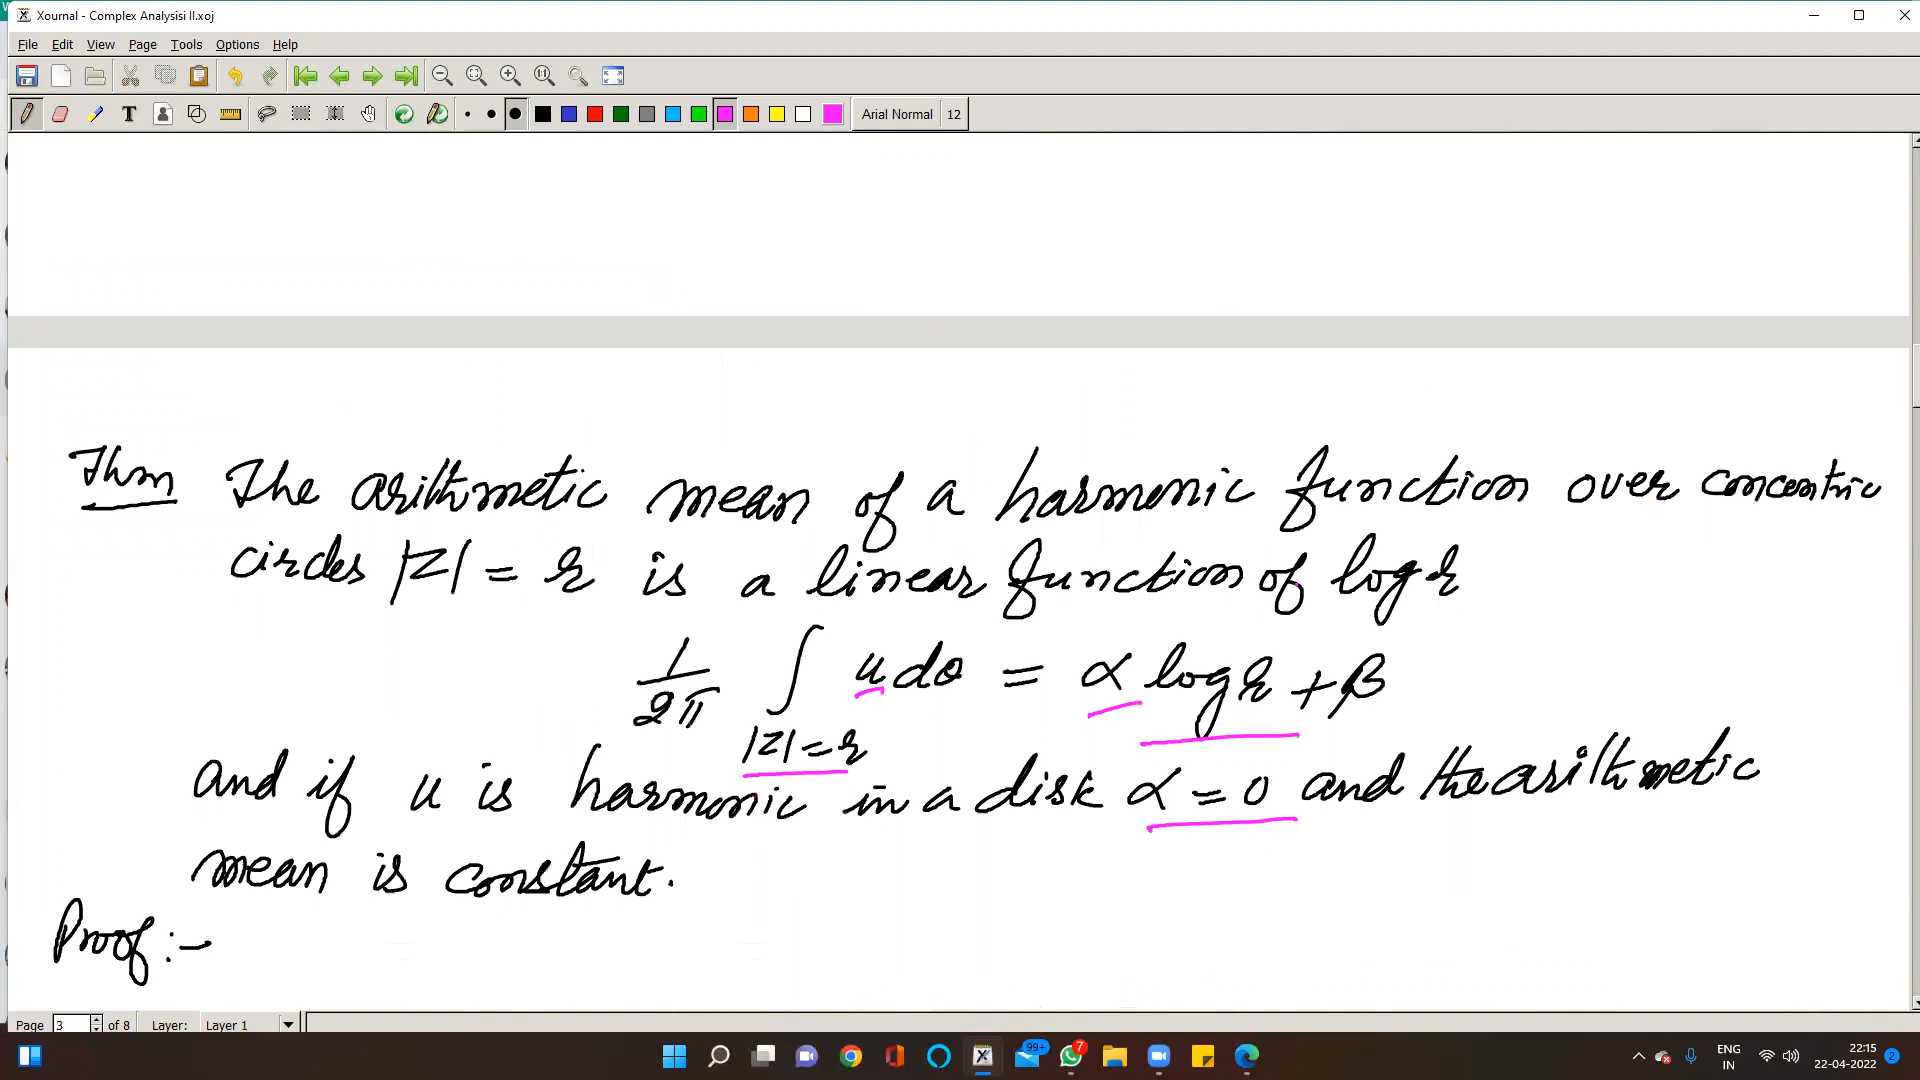 Xournal - Complex Analysisi II.xoj
File Edit View Page Tools Options Help
Arial Normal 12
Thm The arithmetic mean of a harmonic function over concentric
circles |z| = r is a linear function of log r
1/2π ∫ u dθ = α log r + β
|z|=r
and if u is harmonic in a disk α = 0 and the arithmetic
mean is constant.
Proof :-
Page 3 of 8 Layer: Layer 1
99+ 7 ENG IN 22:15 22-04-2022 2